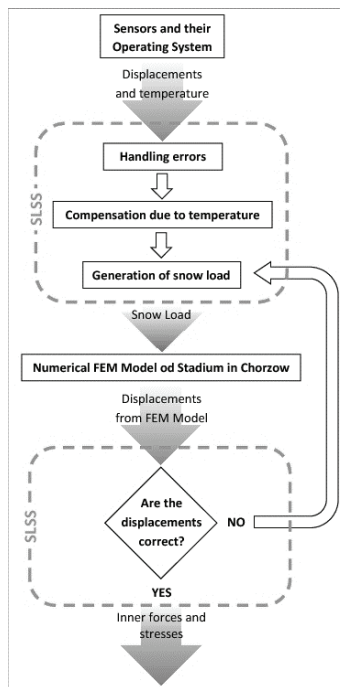 Sensors and their
Operating System
Displacements
and temperature
SLSS
Handling errors
Compensation due to temperature
Generation of snow load
Snow Load
Numerical FEM Model od Stadium in Chorzow
Displacements
from FEM Model
SLSS
Are the
displacements
correct?
NO
YES
Inner forces and
stresses